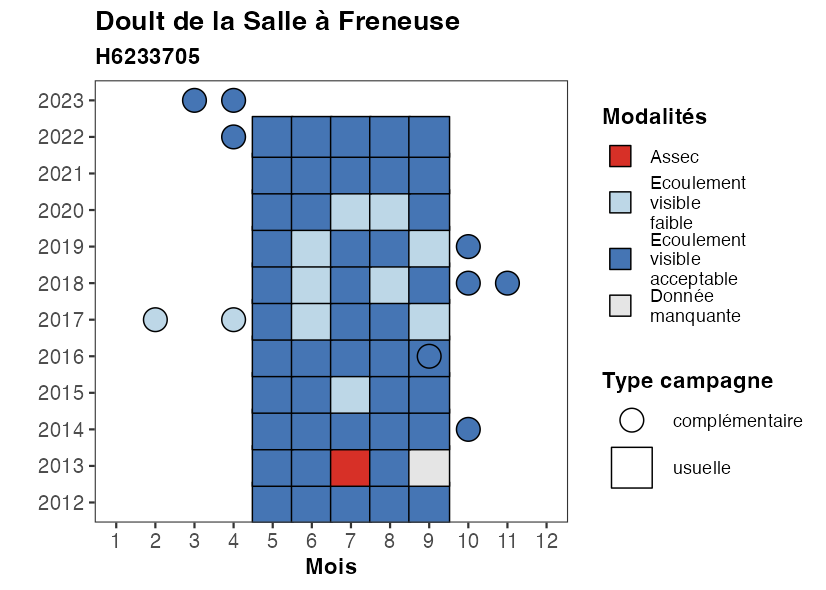 Doult de la Salle à Freneuse
H6233705
2023
2022
2021
2020
2019
2018
2017
2016
2015
2014
2013
2012
1 2 3 4 5 6 7 8 9 10 11 12
Mois
Modalités
Assec
Ecoulement
visible
faible
Ecoulement
visible
acceptable
Donnée
manquante
Type campagne
complémentaire
usuelle